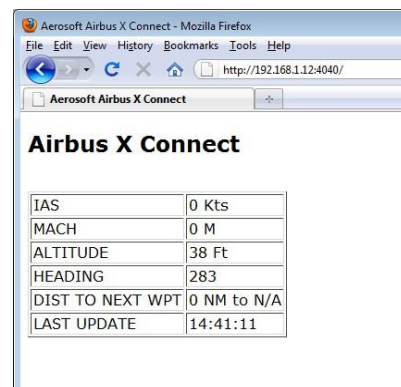 Aerosoft Airbus X Connect - Mozilla Firefox
File Edit View History Bookmarks Tools Help
http://192.168.1.12:4040/
Aerosoft Airbus X Connect
Airbus X Connect
IAS 0 Kts
MACH 0 M
ALTITUDE 38 Ft
HEADING 283
DIST TO NEXT WPT 0 NM to N/A
LAST UPDATE 14:41:11